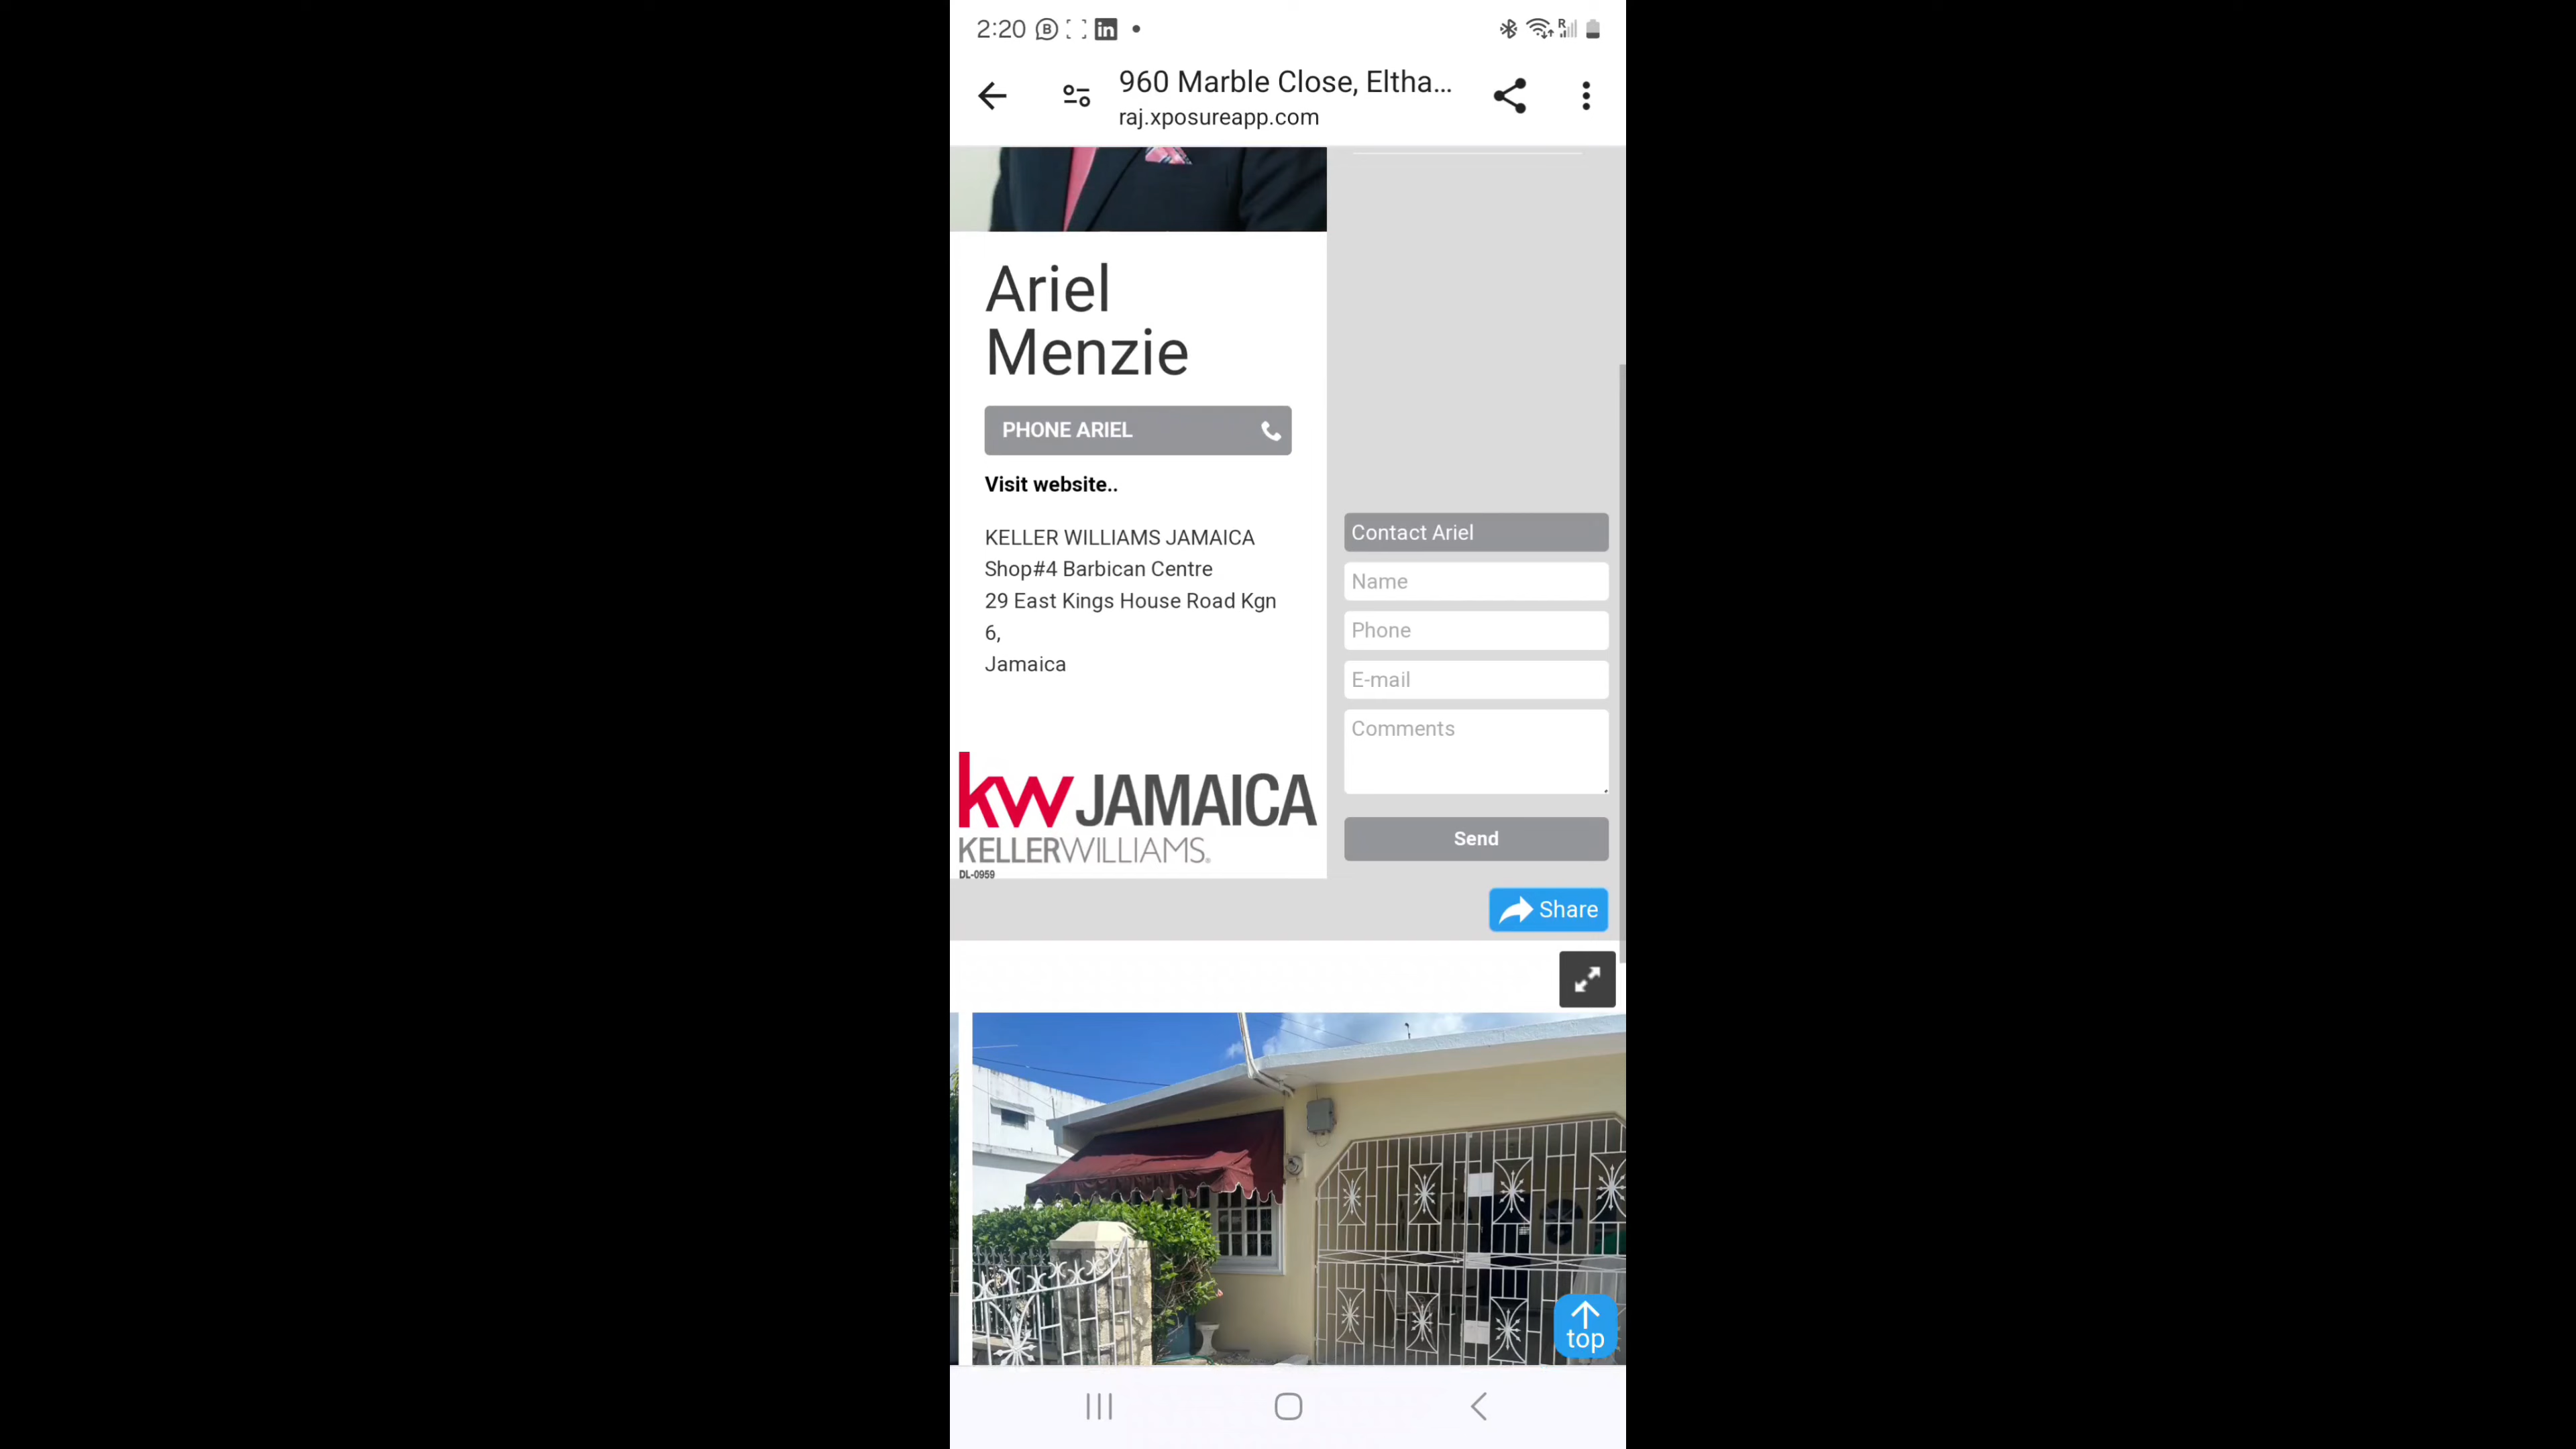 2:20
960 Marble Close, Eltha...
raj.xposureapp.com
Ariel
Menzie
PHONE ARIEL
Visit website..
KELLER WILLIAMS JAMAICA
Shop#4 Barbican Centre
29 East Kings House Road Kgn
6,
Jamaica
kw JAMAICA
KELLERWILLIAMS.
DL-0959
Contact Ariel
Name
Phone
E-mail
Comments
Send
Share
top